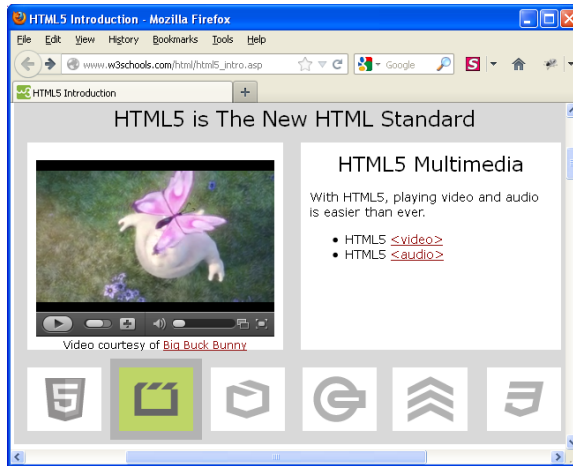 HTML5 Introduction - Mozilla Firefox
File Edit View History Bookmarks Tools Help
www.w3schools.com/html/html5_intro.asp
Google
S
HTML5 Introduction
HTML5 is The New HTML Standard
Video courtesy of Big Buck Bunny
HTML5 Multimedia
With HTML5, playing video and audio
is easier than ever.
• HTML5 <video>
• HTML5 <audio>
5
3